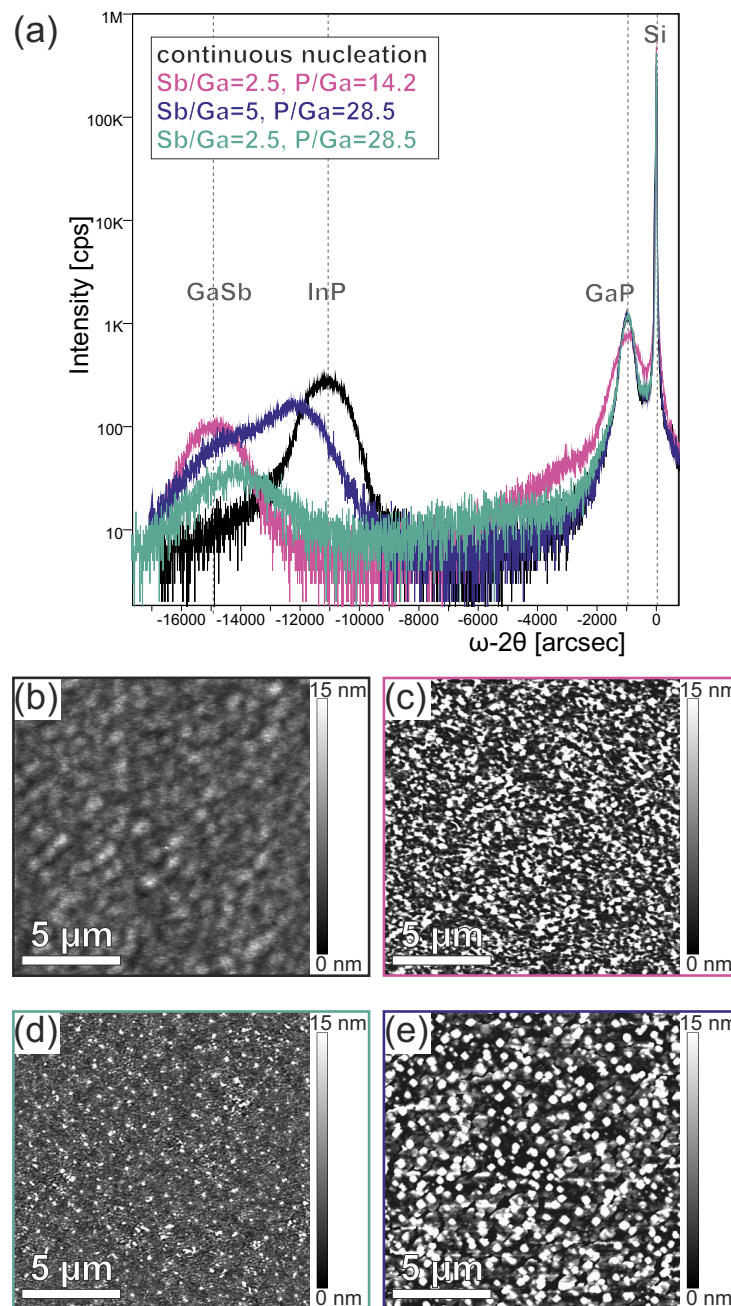 (a)
1M
100K
10K
1K
100
10
Intensity [cps]
continuous nucleation
Sb/Ga=2.5, P/Ga=14.2
Sb/Ga=5, P/Ga=28.5
Sb/Ga=2.5, P/Ga=28.5
Si
GaSb
InP
GaP
-16000 -14000 -12000 -10000 -8000 -6000 -4000 -2000 0
ω-2θ [arcsec]
(b)
15 nm
5 µm
0 nm
(c)
15 nm
5 µm
0 nm
(d)
15 nm
5 µm
0 nm
(e)
15 nm
5 µm
0 nm